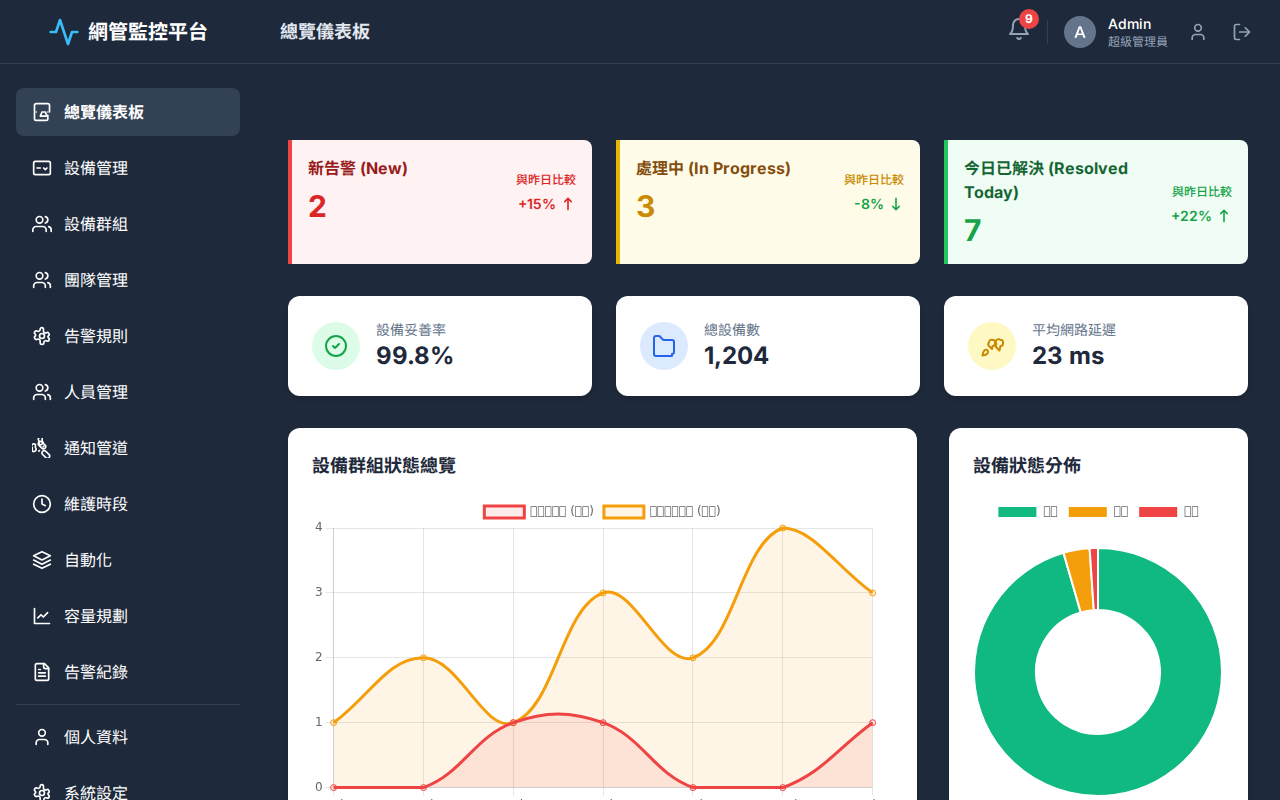 網管監控平台
總覽儀表板
9
A
Admin
超級管理員
總覽儀表板
設備管理
設備群組
團隊管理
告警規則
人員管理
通知管道
維護時段
自動化
容量規劃
告警紀錄
個人資料
系統設定
新告警 (New)
2
與昨日比較
+15%
處理中 (In Progress)
3
與昨日比較
-8%
今日已解決 (Resolved
Today)
7
與昨日比較
+22%
設備妥善率
99.8%
總設備數
1,204
平均網路延遲
23 ms
設備群組狀態總覽
4
3
2
1
0
設備狀態分佈